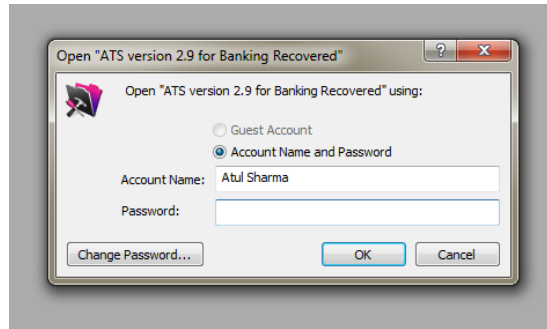 Open "ATS version 2.9 for Banking Recovered"
Open "ATS version 2.9 for Banking Recovered" using:
Guest Account
Account Name and Password
Account Name: Atul Sharma
Password:
Change Password... OK Cancel